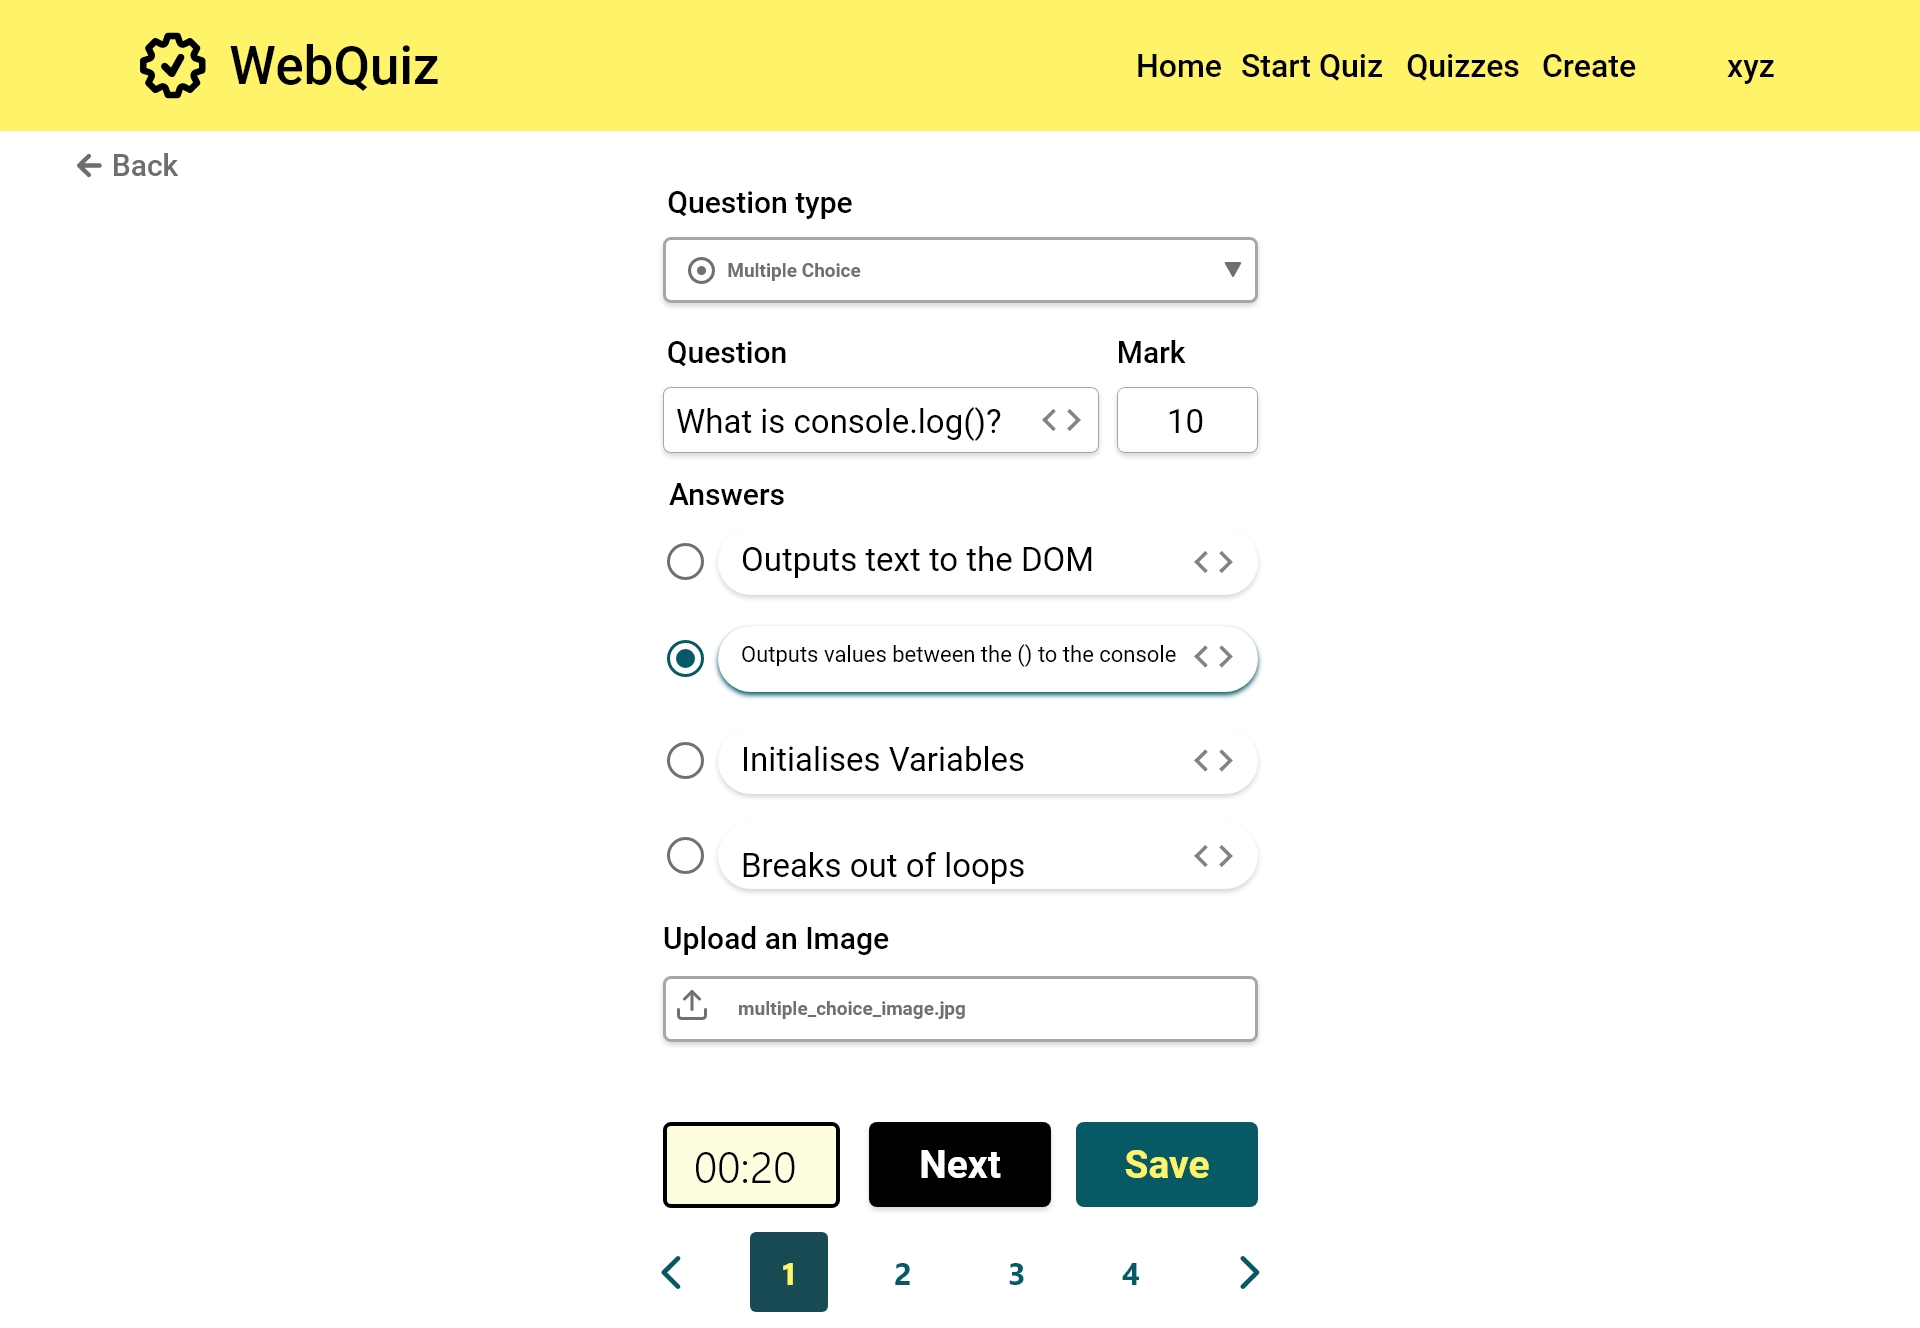 WebQuiz
Home Start Quiz Quizzes Create xyz
Back
Question type
Multiple Choice
Question Mark
What is console.log()? < > 10
Answers
Outputs text to the DOM < >
Outputs values between the () to the console < >
Initialises Variables < >
Breaks out of loops < >
Upload an Image
multiple_choice_image.jpg
00:20 Next Save
1 2 3 4